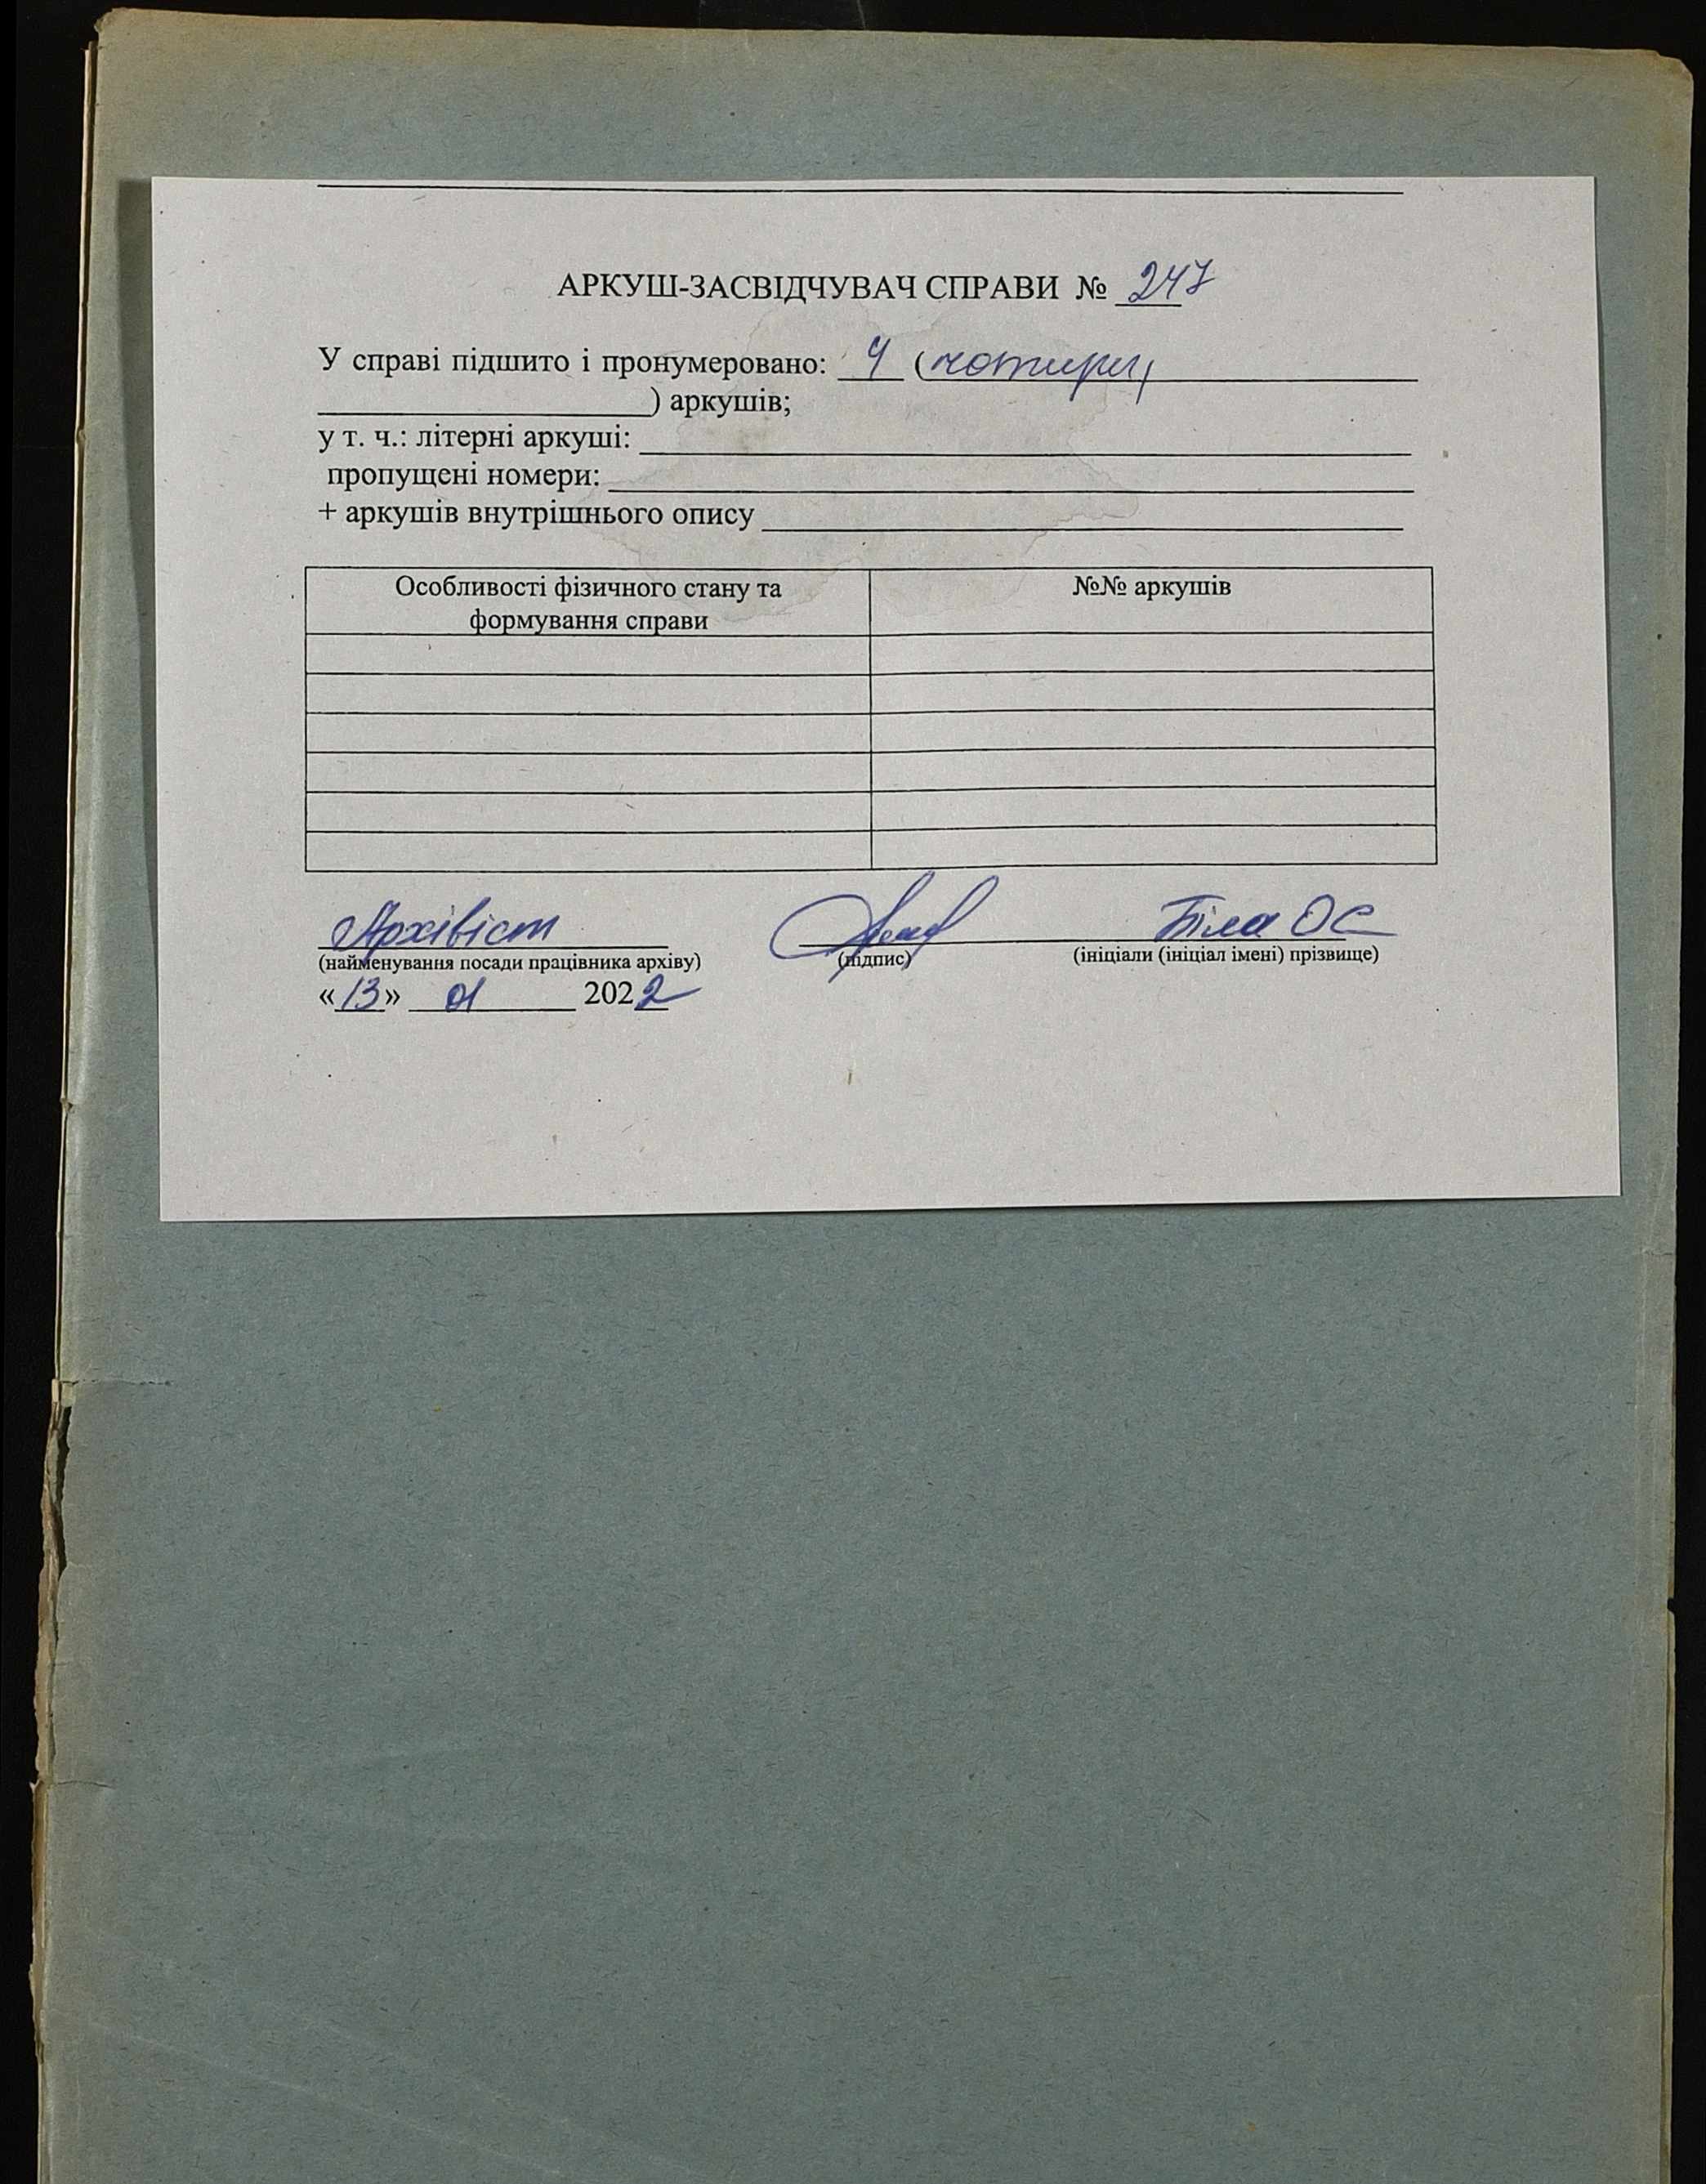 АРКУШ-ЗАСВІДЧУВАЧ СПРАВИ № 247
У справі підшито і пронумеровано: 4 (чотири)
) аркушів;
у т. ч.: літерні аркуші:
пропущені номери:
+ аркушів внутрішнього опису
Особливості фізичного стану та
формування справи
№№ аркушів
Архівіст Біла ОС
(найменування посади працівника архіву) (підпис) (ініціали (ініціал імені) прізвище)
«13» 01 2022